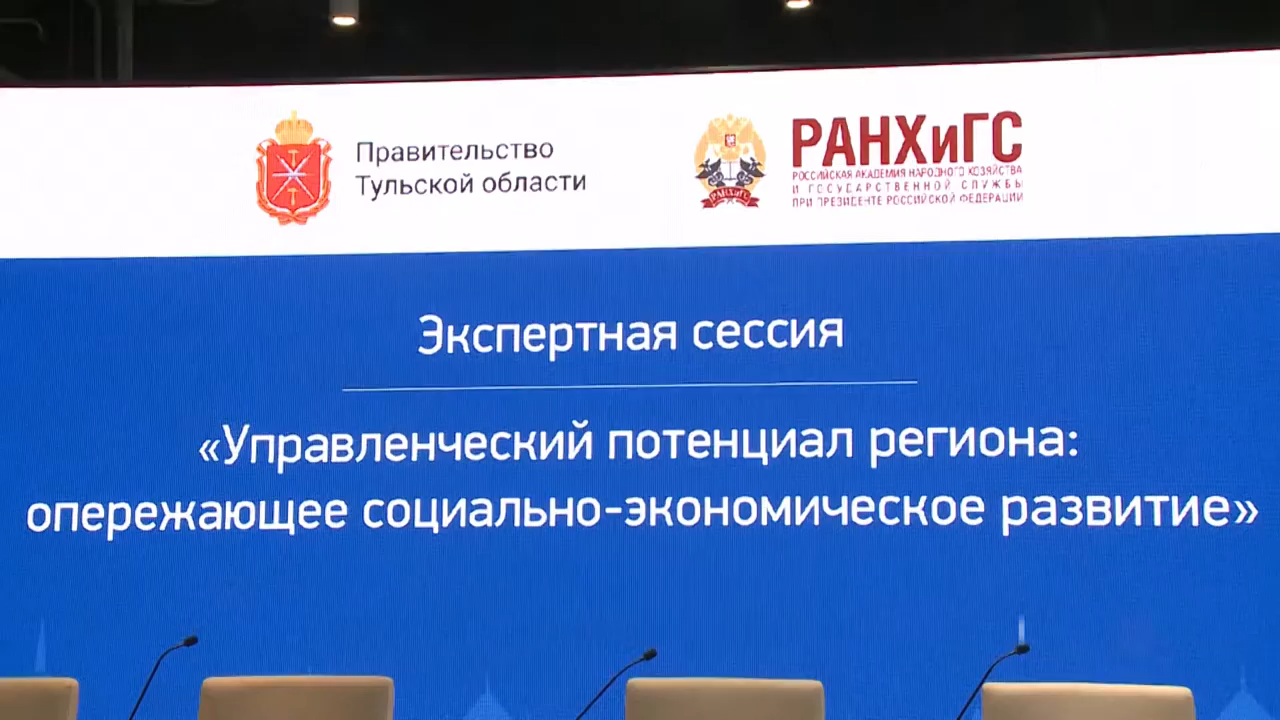 Правительство
Тульской области
РАНХиГС
РОССИЙСКАЯ АКАДЕМИЯ НАРОДНОГО ХОЗЯЙСТВА
И ГОСУДАРСТВЕННОЙ СЛУЖБЫ
ПРИ ПРЕЗИДЕНТЕ РОССИЙСКОЙ ФЕДЕРАЦИИ
РАНХиГС
Экспертная сессия
«Управленческий потенциал региона:
опережающее социально-экономическое развитие»